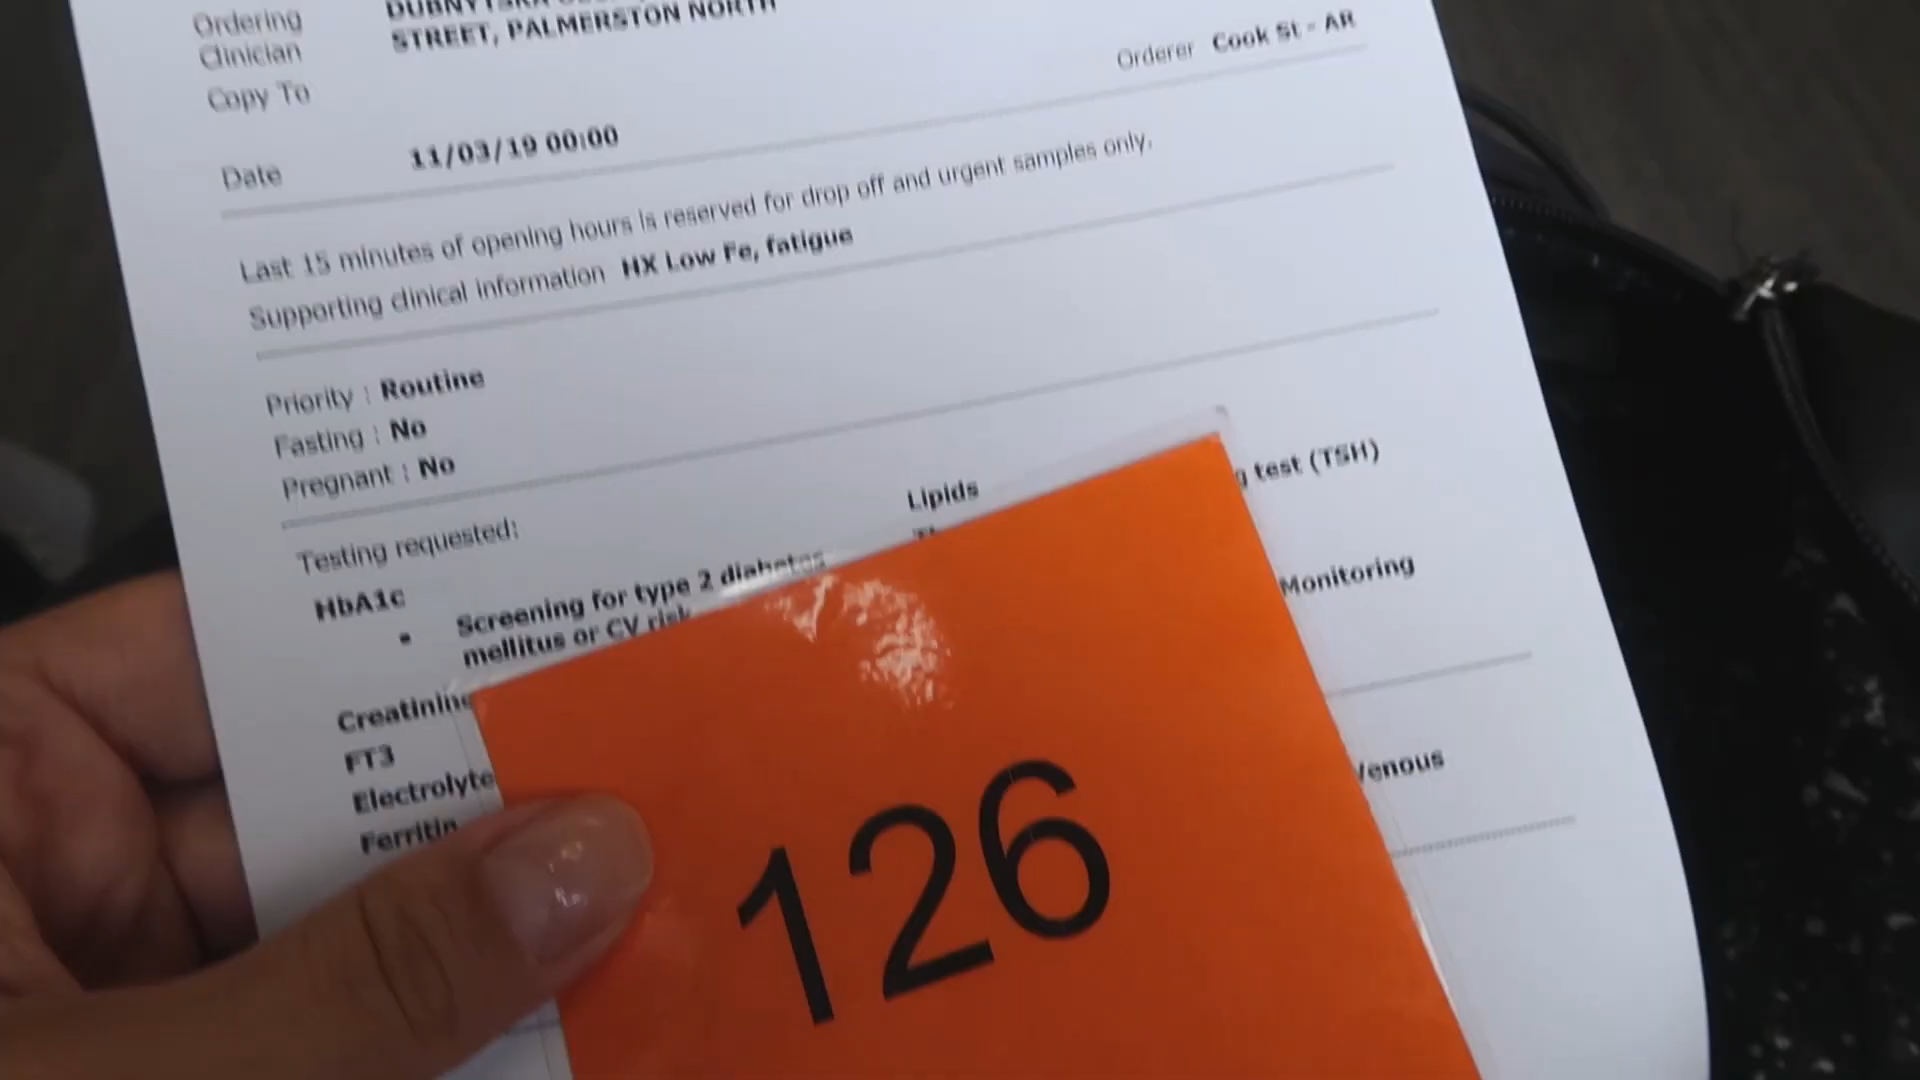 Ordering
Clinician
STREET, PALMERSTON NORTH
Copy To
Orderer Cook St - AR
Date 11/03/19 00:00
Last 15 minutes of opening hours is reserved for drop off and urgent samples only.
Supporting clinical information HX Low Fe, fatigue
Priority : Routine
Fasting : No
Pregnant : No
Testing requested:
HbA1c
• Screening for type 2 diabetes
mellitus or CV risk
Creatinine
FT3
Electrolyte
Ferritin
Lipids
g test (TSH)
Monitoring
Venous
126